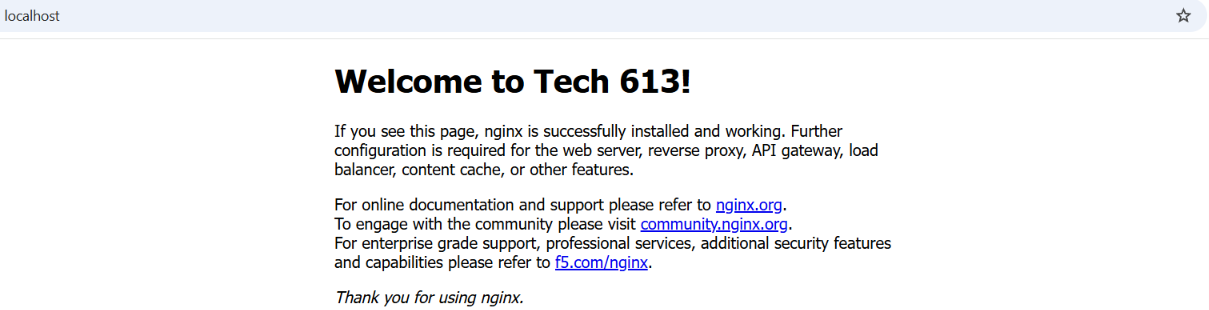 localhost
Welcome to Tech 613!
If you see this page, nginx is successfully installed and working. Further
configuration is required for the web server, reverse proxy, API gateway, load
balancer, content cache, or other features.
For online documentation and support please refer to nginx.org.
To engage with the community please visit community.nginx.org.
For enterprise grade support, professional services, additional security features
and capabilities please refer to f5.com/nginx.
Thank you for using nginx.